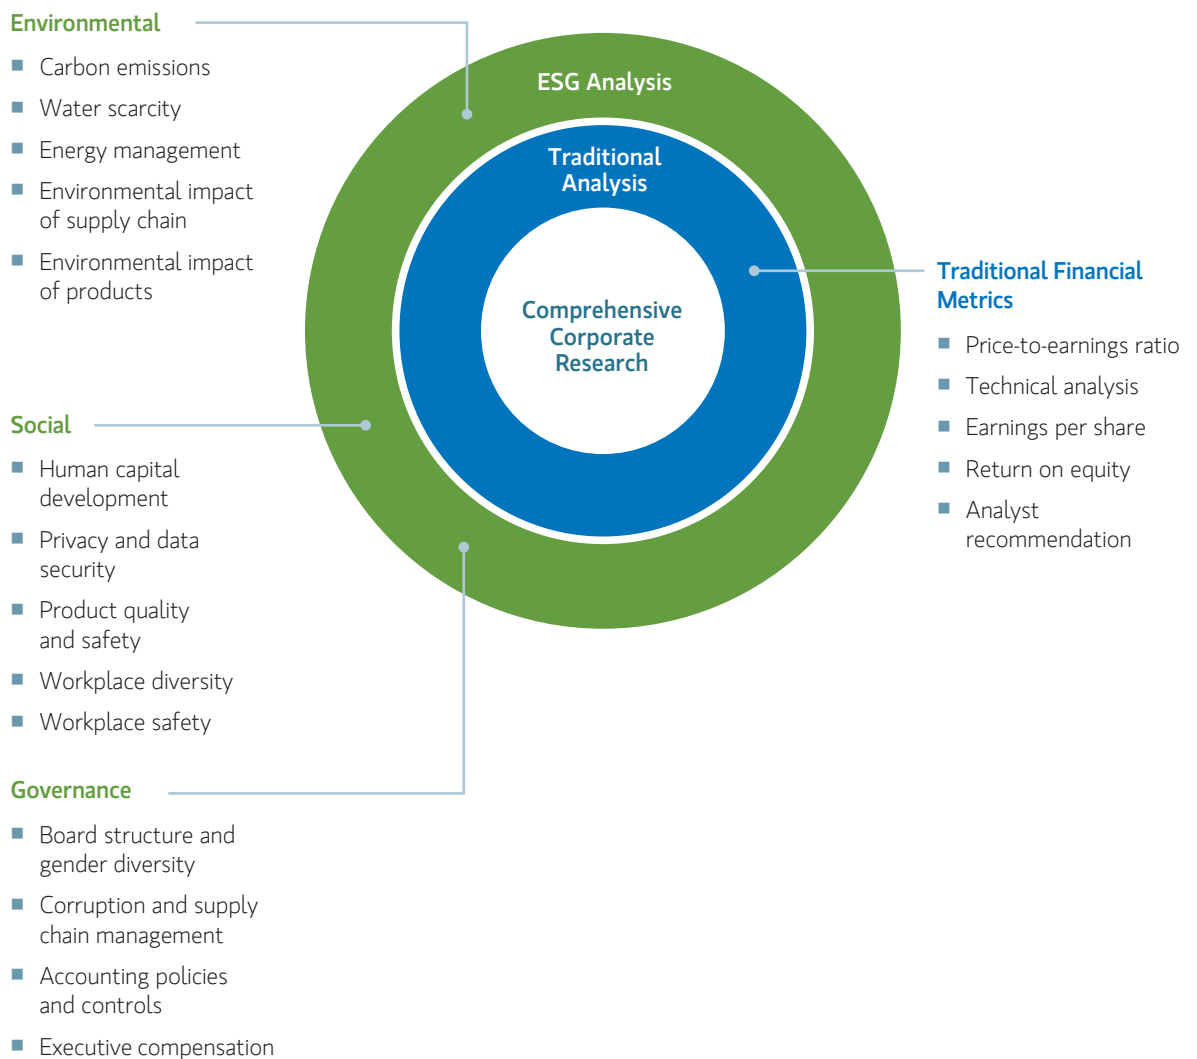 Environmental
Carbon emissions
Water scarcity
Energy management
Environmental impact
of supply chain
Environmental impact
of products
Social
Human capital
development
Privacy and data
security
Product quality
and safety
Workplace diversity
Workplace safety
Governance
Board structure and
gender diversity
Corruption and supply
chain management
Accounting policies
and controls
Executive compensation
ESG Analysis
Traditional
Analysis
Comprehensive
Corporate
Research
Traditional Financial
Metrics
Price-to-earnings ratio
Technical analysis
Earnings per share
Return on equity
Analyst
recommendation